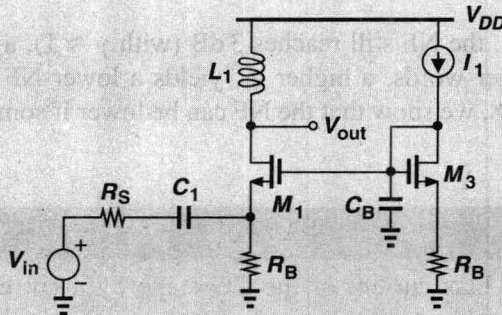 V_DD
L₁
I₁
V_out
R_S
C₁
M₁
C_B
M₃
V_in
+
−
R_B
R_B